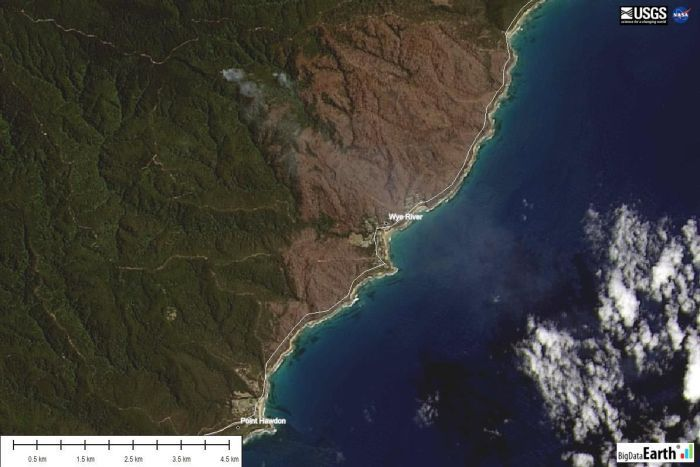 USGS
science for a changing world
NASA
Wye River
Point Hawdon
0.5 km
1.5 km
2.5 km
3.5 km
4.5 km
BigDataEarth